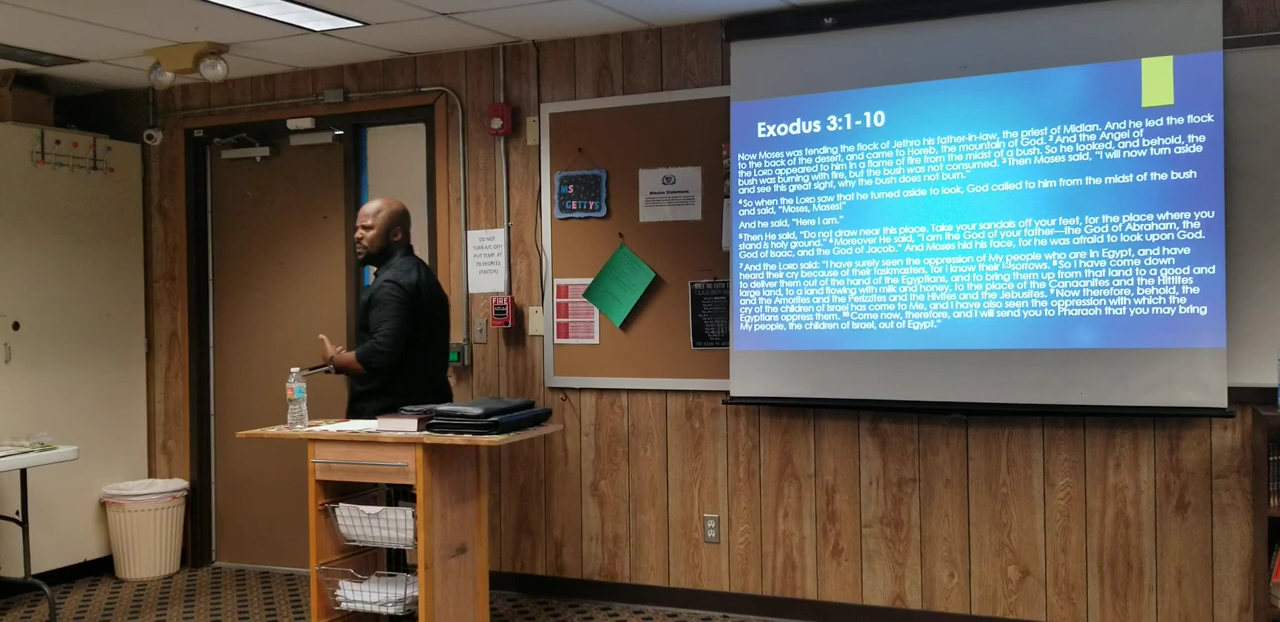 MS
GETTYS
Mission Statement
DO NOT
TURN A/C OFF!
PUT TEMP. AT
(PASTOR)
FIRE
Exodus 3:1-10
Now Moses was tending the flock of Jethro his father-in-law, the priest of Midian. And he led the flock
to the back of the desert, and came to Horeb, the mountain of God. 2 And the Angel of
the LORD appeared to him in a flame of fire from the midst of a bush. So he looked, and behold, the
bush was burning with fire, but the bush was not consumed. 3 Then Moses said, “I will now turn aside
and see this great sight, why the bush does not burn.”
4 So when the LORD saw that he turned aside to look, God called to him from the midst of the bush
and said, “Moses, Moses!”
And he said, “Here I am.”
5 Then He said, “Do not draw near this place. Take your sandals off your feet, for the place where you
stand is holy ground.” 6 Moreover He said, “I am the God of your father—the God of Abraham, the
God of Isaac, and the God of Jacob.” And Moses hid his face, for he was afraid to look upon God.
7 And the LORD said: “I have surely seen the oppression of My people who are in Egypt, and have
heard their cry because of their taskmasters, for I know their sorrows. 8 So I have come down
to deliver them out of the hand of the Egyptians, and to bring them up from that land to a good and
large land, to a land flowing with milk and honey, to the place of the Canaanites and the Hittites
and the Amorites and the Perizzites and the Hivites and the Jebusites. 9 Now therefore, behold, the
cry of the children of Israel has come to Me, and I have also seen the oppression with which the
Egyptians oppress them. 10 Come now, therefore, and I will send you to Pharaoh that you may bring
My people, the children of Israel, out of Egypt.”